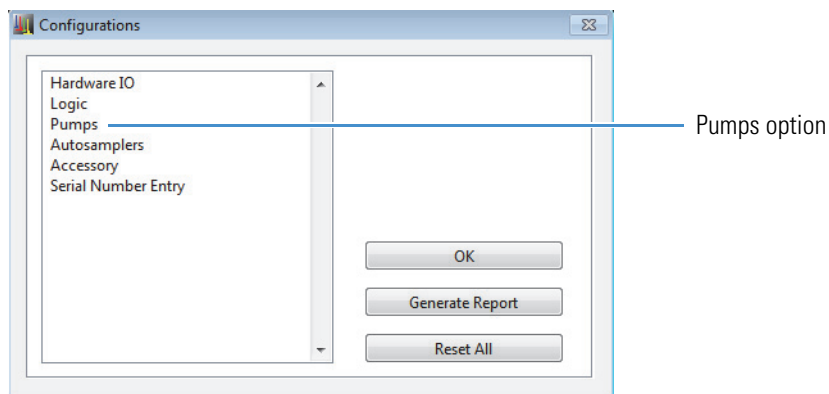 Configurations
Hardware IO
Logic
Pumps
Autosamplers
Accessory
Serial Number Entry
Pumps option
OK
Generate Report
Reset All